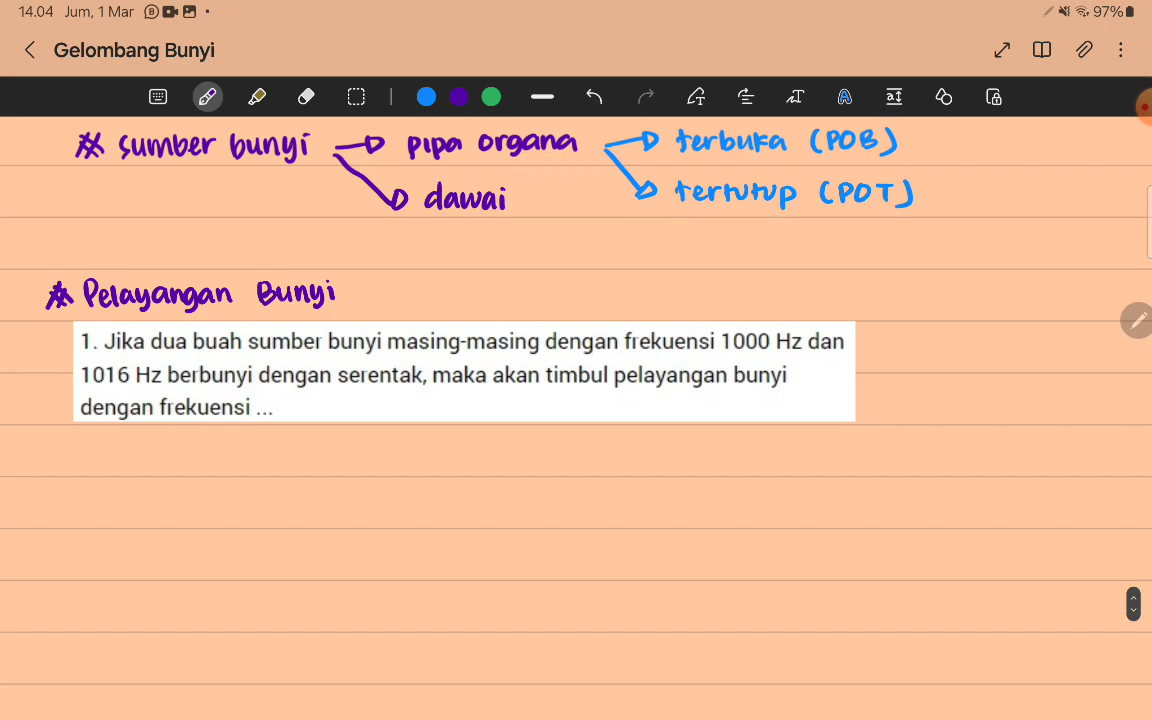 14.04 Jum, 1 Mar 97%
Gelombang Bunyi
* sumber bunyi → pipa organa → terbuka (POB)
→ dawai → tertutup (POT)
* Pelayangan Bunyi
1. Jika dua buah sumber bunyi masing-masing dengan frekuensi 1000 Hz dan
1016 Hz berbunyi dengan serentak, maka akan timbul pelayangan bunyi
dengan frekuensi ...